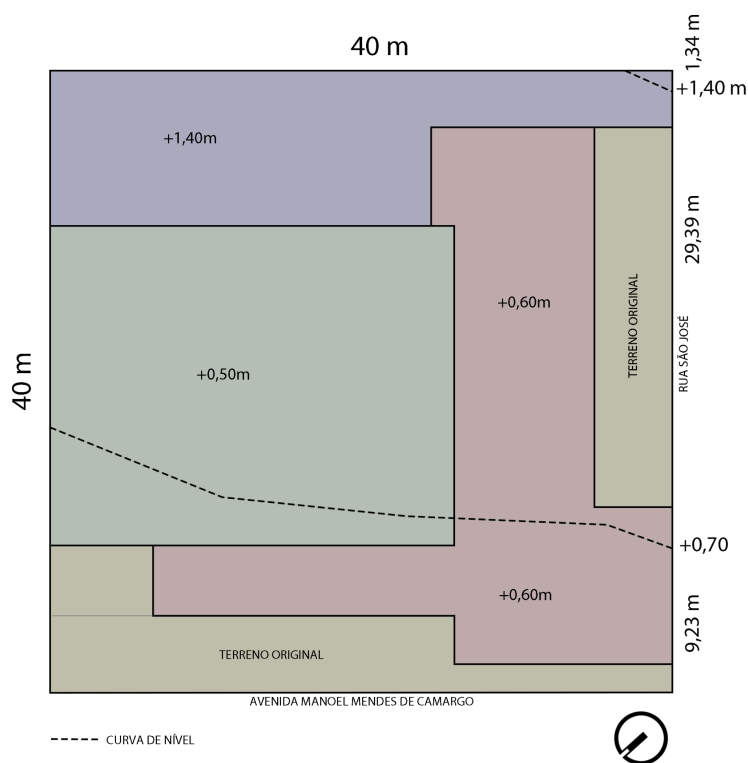 40 m
1,34 m
+1,40 m
+1,40m
29,39 m
+0,60m
TERRENO ORIGINAL
RUA SÃO JOSÉ
+0,50m
40 m
+0,70
+0,60m
9,23 m
TERRENO ORIGINAL
AVENIDA MANOEL MENDES DE CAMARGO
CURVA DE NÍVEL